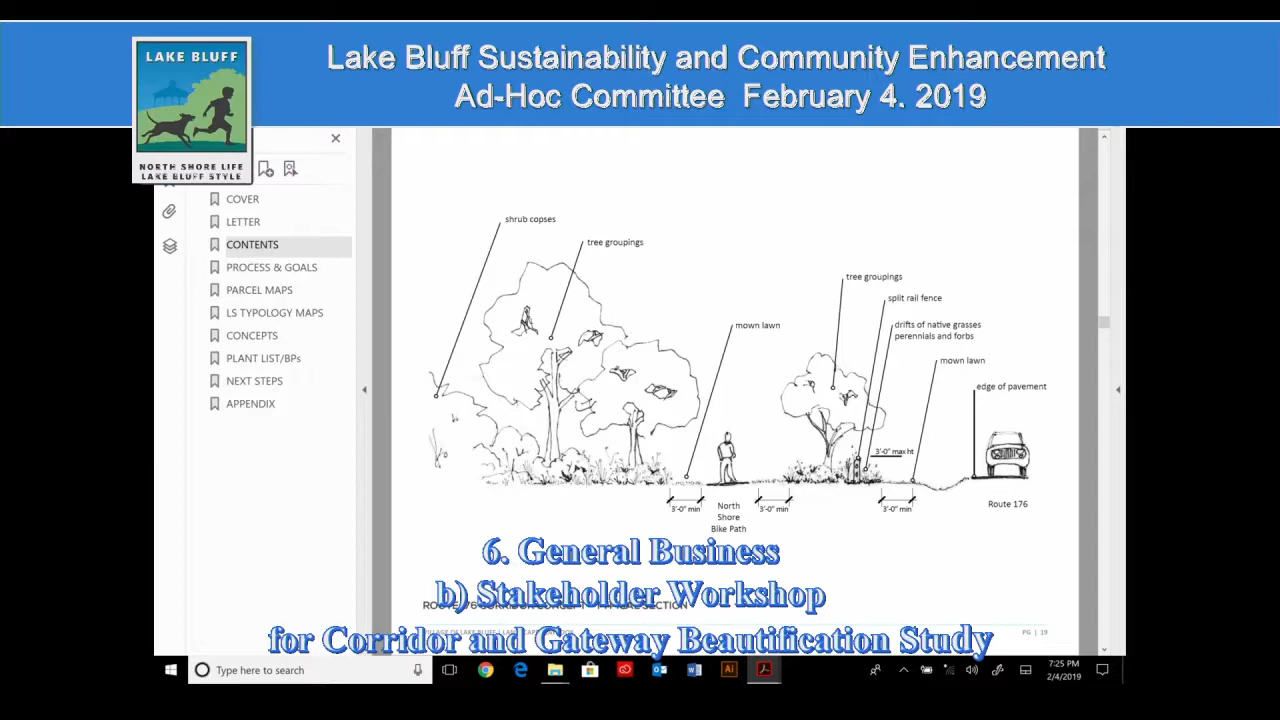 Lake Bluff Sustainability and Community Enhancement
Ad-Hoc Committee February 4. 2019
LAKE BLUFF
NORTH SHORE LIFE
LAKE BLUFF STYLE
COVER
LETTER
CONTENTS
PROCESS & GOALS
PARCEL MAPS
LS TYPOLOGY MAPS
CONCEPTS
PLANT LIST/BPs
NEXT STEPS
APPENDIX
shrub copses
tree groupings
mown lawn
tree groupings
split rail fence
drifts of native grasses
perennials and forbs
mown lawn
edge of pavement
3'-0" max ht
3'-0" min
North
Shore
Bike Path
3'-0" min
3'-0" min
Route 176
6. General Business
b) Stakeholder Workshop
for Corridor and Gateway Beautification Study
PG | 19
Type here to search
7:25 PM
2/4/2019